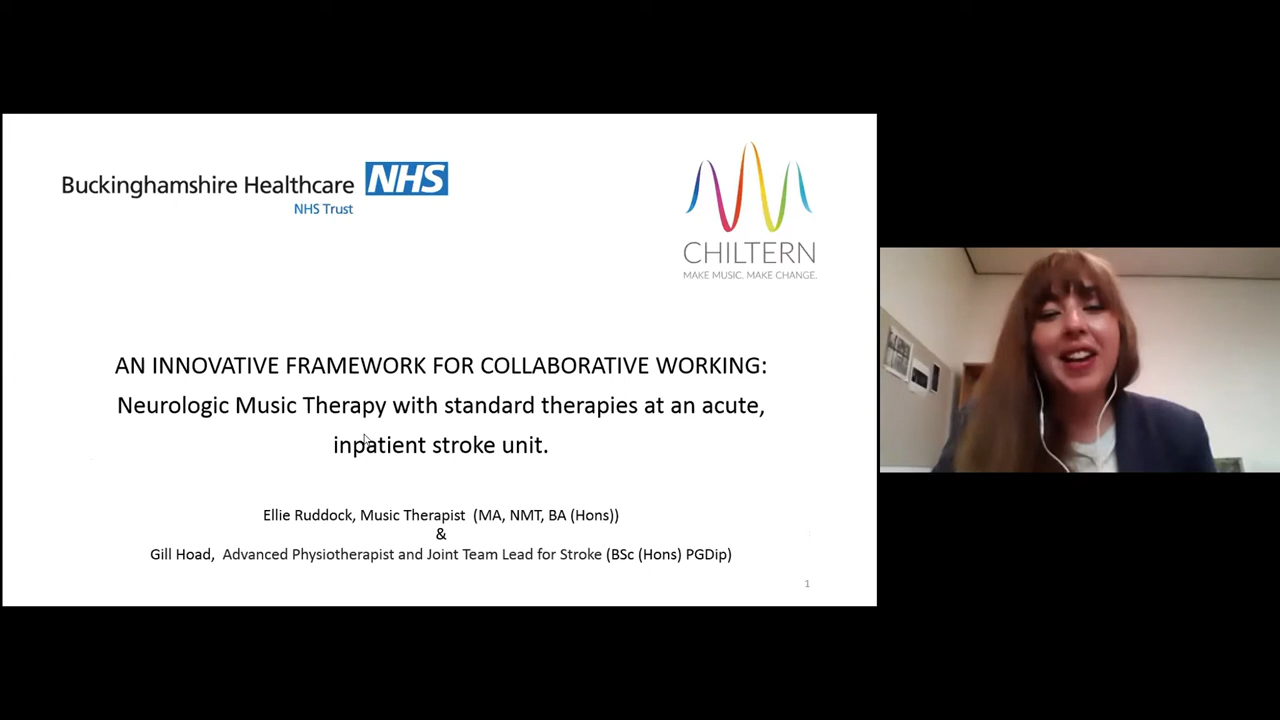 Buckinghamshire Healthcare NHS
NHS Trust
CHILTERN
MAKE MUSIC. MAKE CHANGE.
AN INNOVATIVE FRAMEWORK FOR COLLABORATIVE WORKING:
Neurologic Music Therapy with standard therapies at an acute,
inpatient stroke unit.
Ellie Ruddock, Music Therapist (MA, NMT, BA (Hons))
&
Gill Hoad, Advanced Physiotherapist and Joint Team Lead for Stroke (BSc (Hons) PGDip)
1